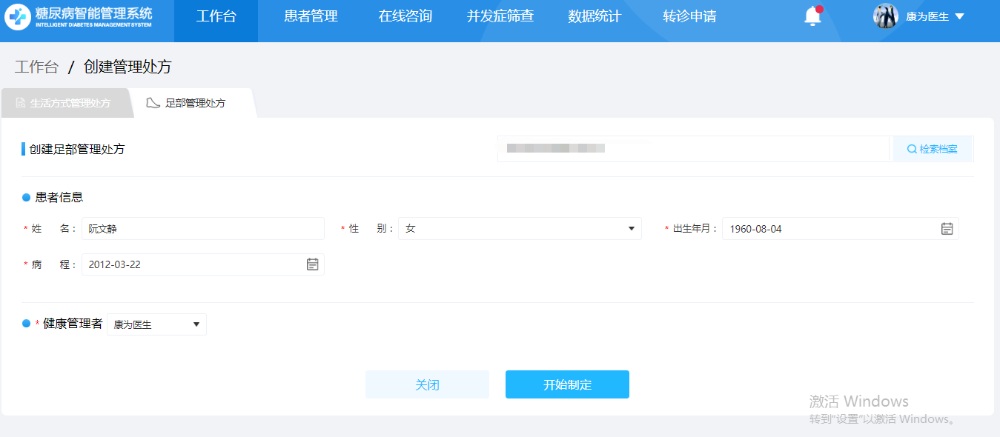 糖尿病智能管理系统
INTELLIGENT DIABETES MANAGEMENT SYSTEM
工作台 患者管理 在线咨询 并发症筛查 数据统计 转诊申请 康为医生
工作台 / 创建管理处方
生活方式管理处方 足部管理处方
创建足部管理处方 检索档案
患者信息
* 姓 名： 阮文静 * 性 别： 女 * 出生年月： 1960-08-04
* 病 程： 2012-03-22
* 健康管理者 康为医生
关闭 开始制定
激活 Windows
转到"设置"以激活 Windows。